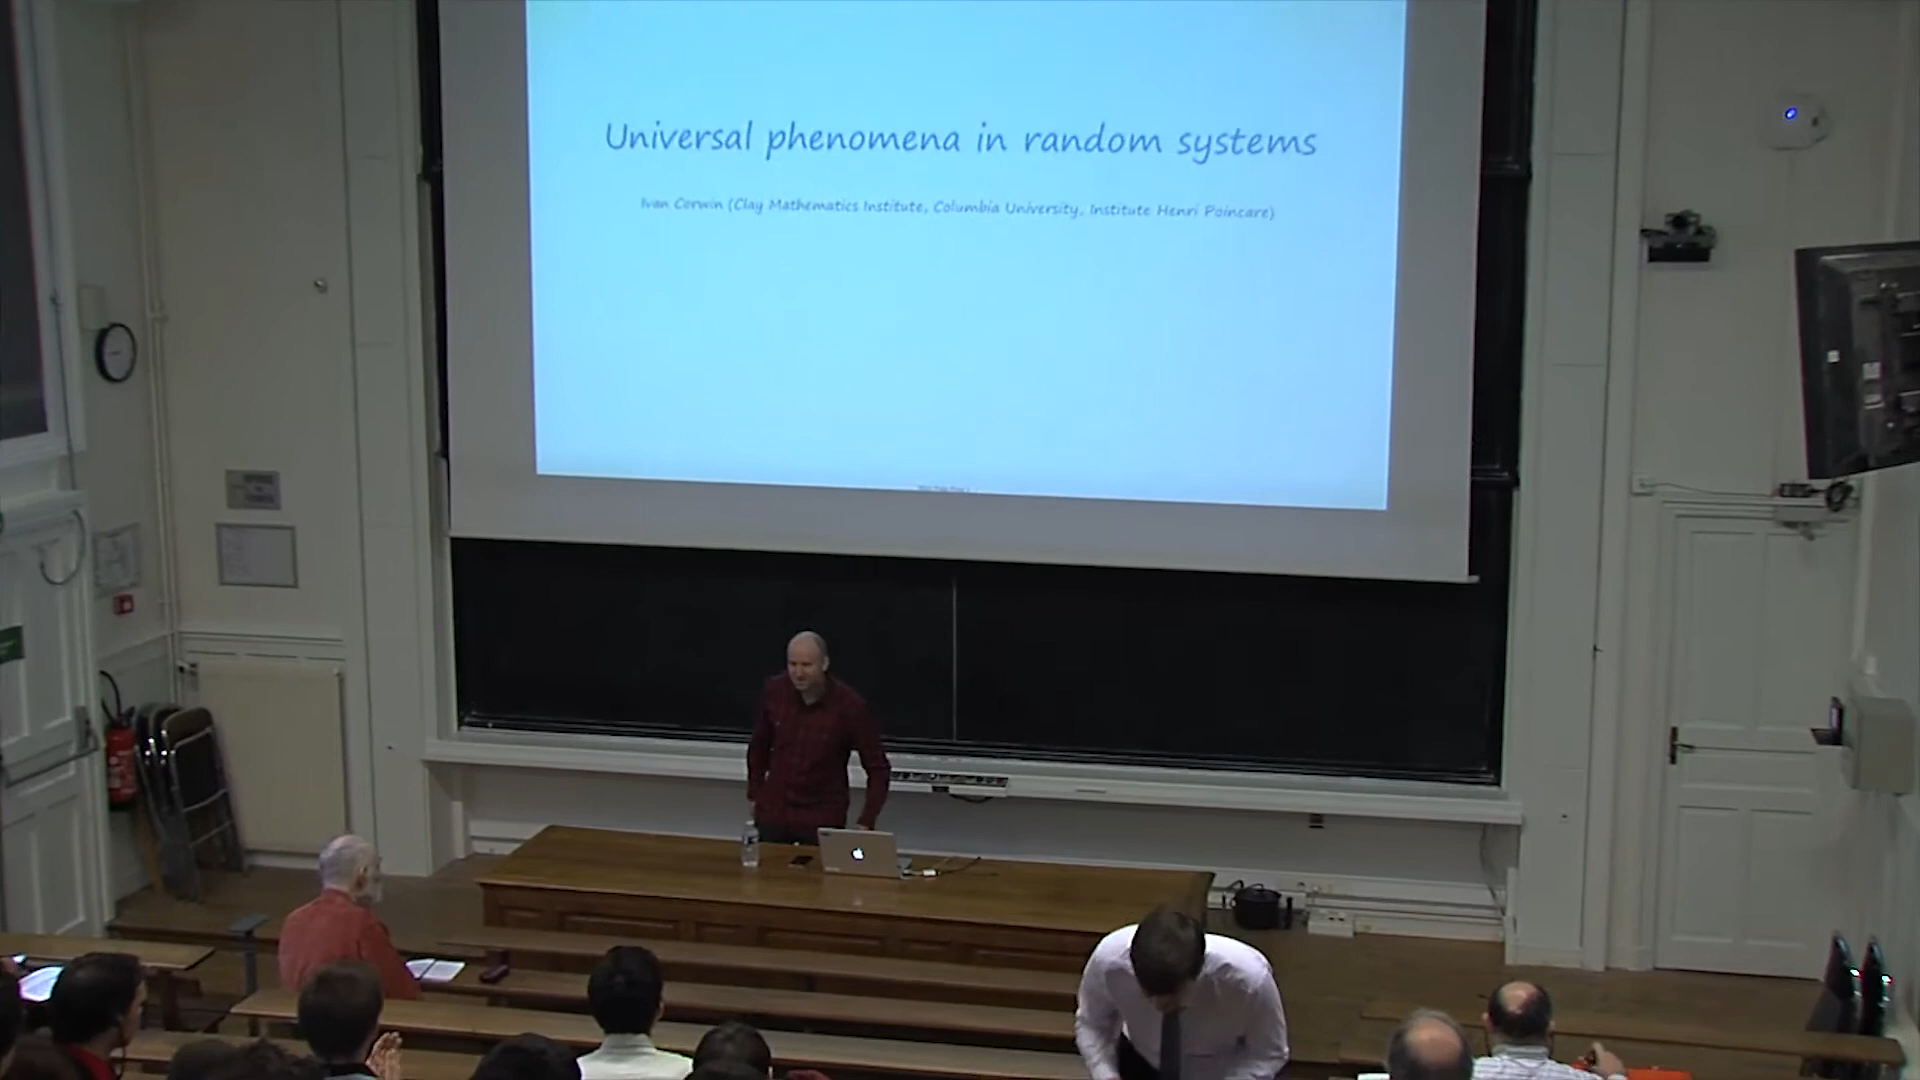 Universal phenomena in random systems
Ivan Corwin (Clay Mathematics Institute, Columbia University, Institute Henri Poincare)